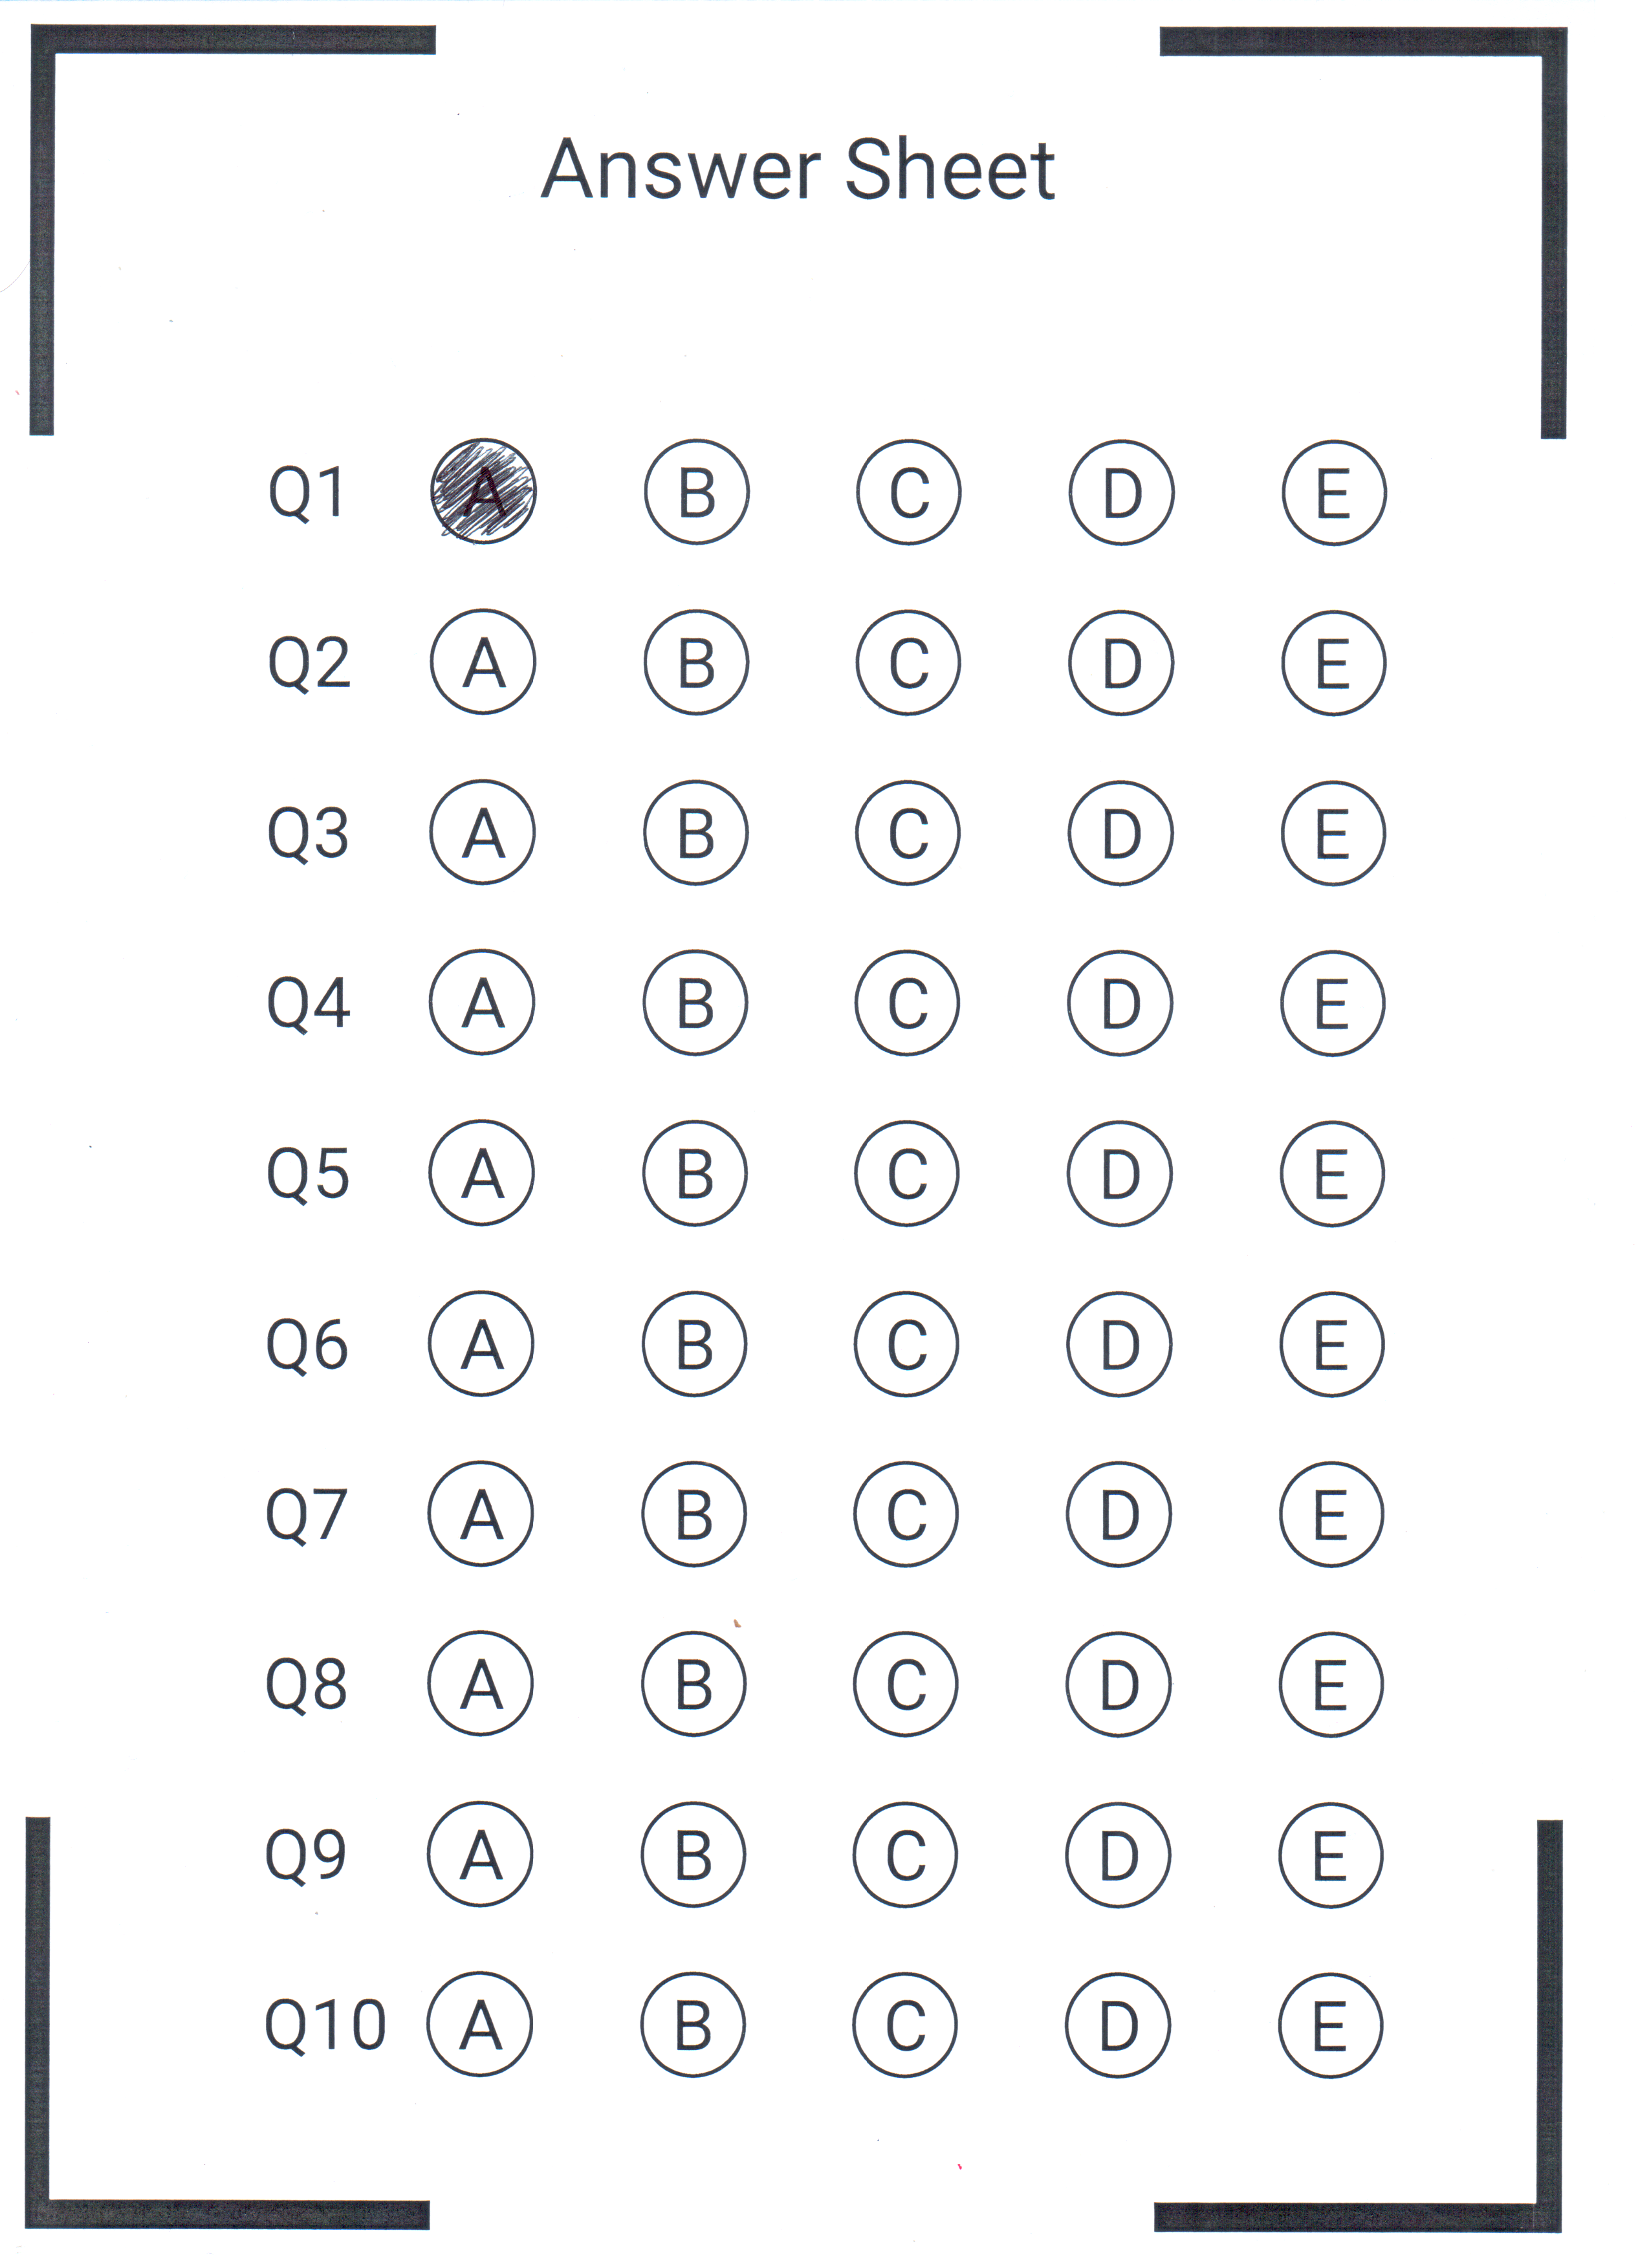 Answer Sheet
Q1 A B C D E
Q2 A B C D E
Q3 A B C D E
Q4 A B C D E
Q5 A B C D E
Q6 A B C D E
Q7 A B C D E
Q8 A B C D E
Q9 A B C D E
Q10 A B C D E